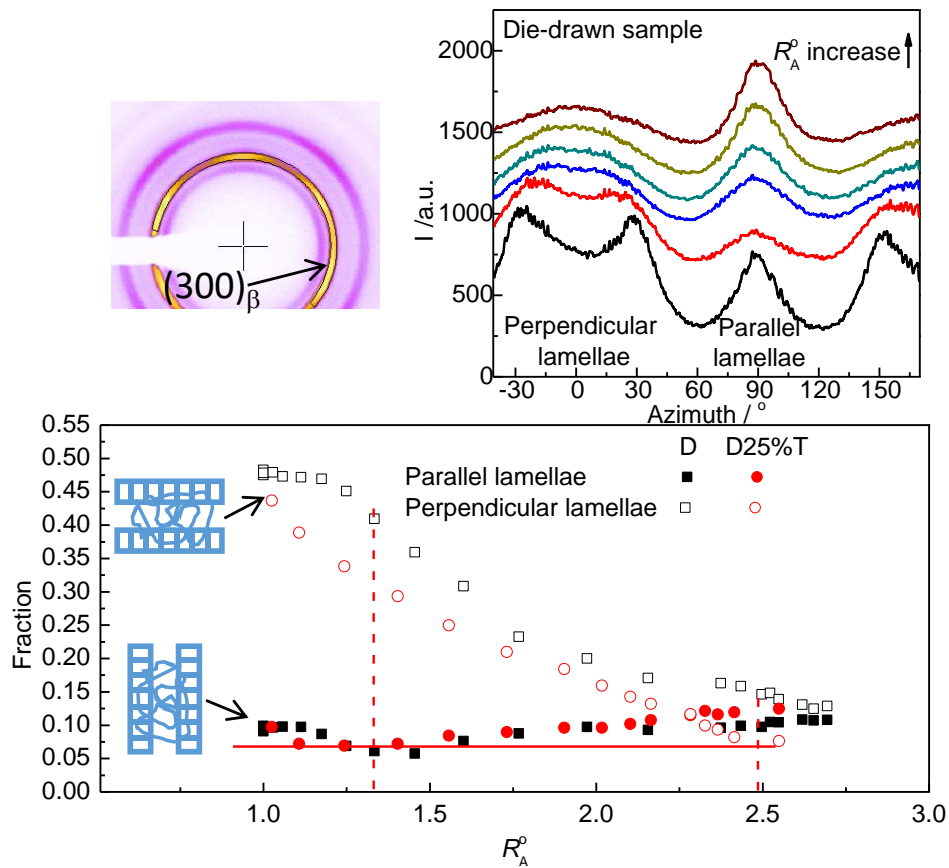 (300)β
Die-drawn sample
R_A^o increase
2000
1500
1000
500
0
I /a.u.
Perpendicular
lamellae
Parallel
lamellae
-30 0 30 60 90 120 150
Azimuth / °
0.55
0.50
0.45
0.40
0.35
0.30
0.25
0.20
0.15
0.10
0.05
0.00
Fraction
D D25%T
Parallel lamellae
Perpendicular lamellae
1.0 1.5 2.0 2.5 3.0
R_A^o